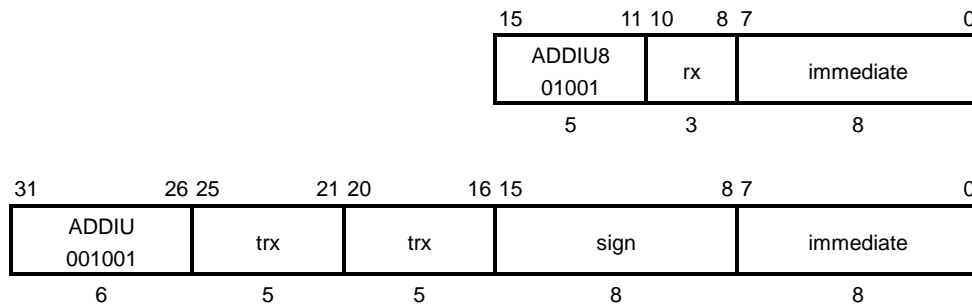 15 11 10 8 7 0
ADDIU8
01001 rx immediate
5 3 8
31 26 25 21 20 16 15 8 7 0
ADDIU
001001 trx trx sign immediate
6 5 5 8 8